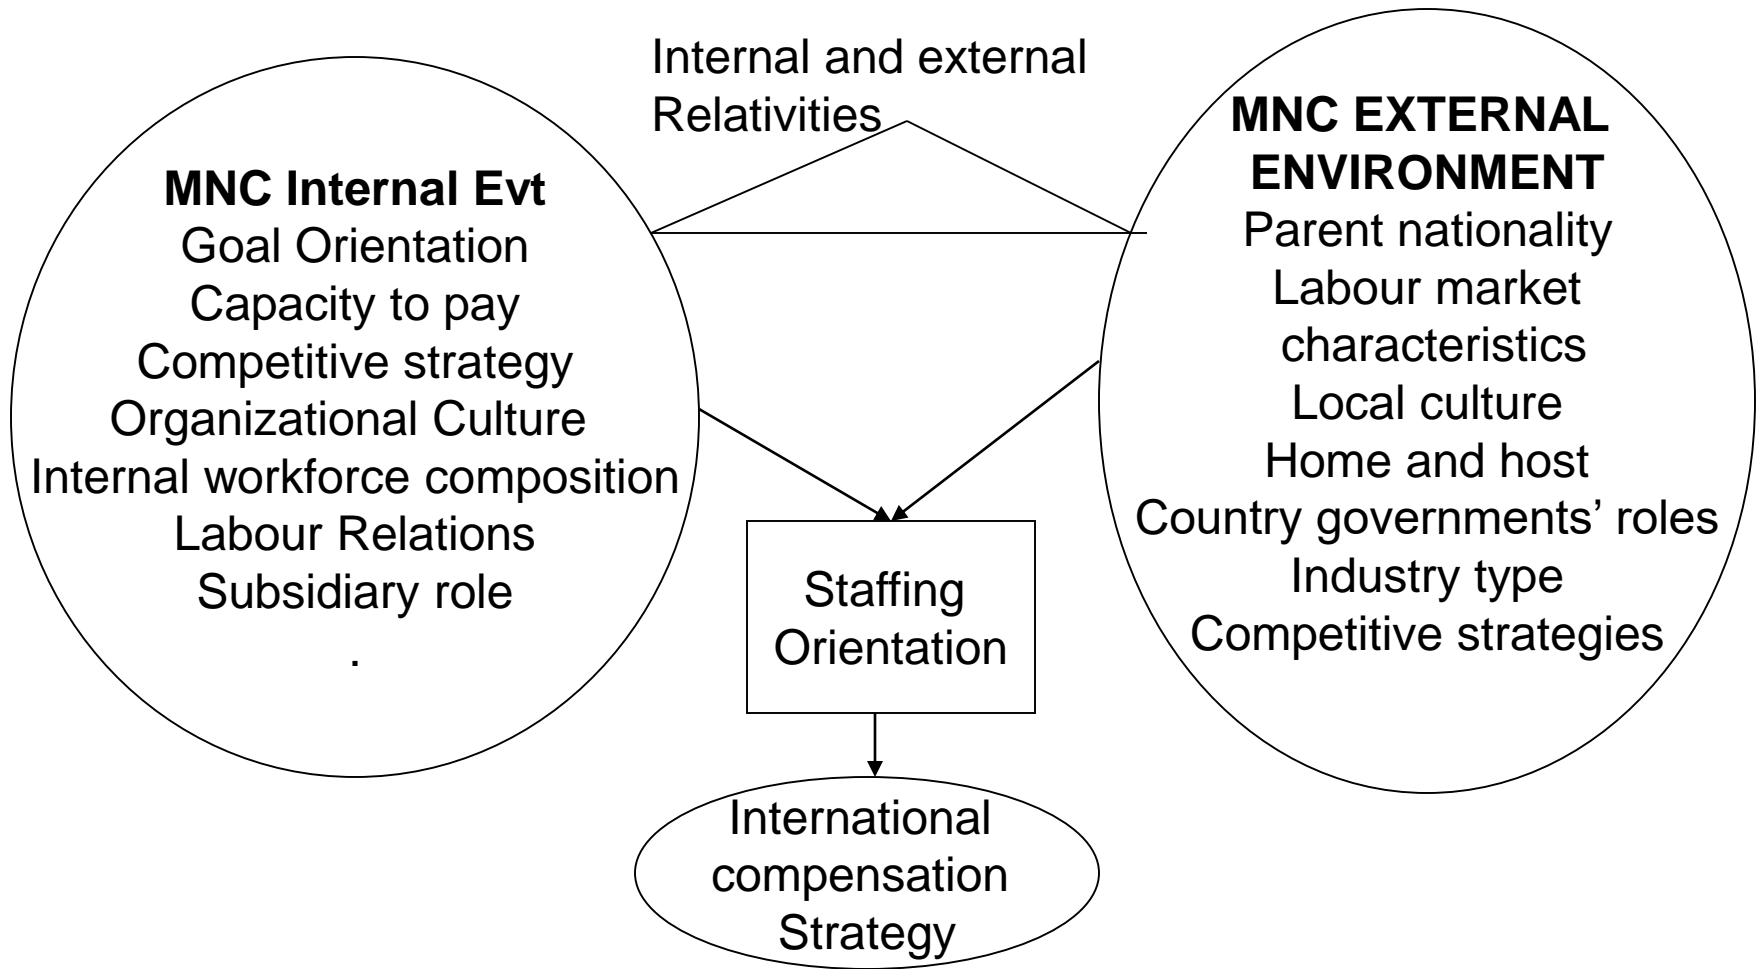 Internal and external
Relativities
MNC Internal Evt
Goal Orientation
Capacity to pay
Competitive strategy
Organizational Culture
Internal workforce composition
Labour Relations
Subsidiary role
.
MNC EXTERNAL
ENVIRONMENT
Parent nationality
Labour market
characteristics
Local culture
Home and host
Country governments’ roles
Industry type
Competitive strategies
Staffing
Orientation
International
compensation
Strategy